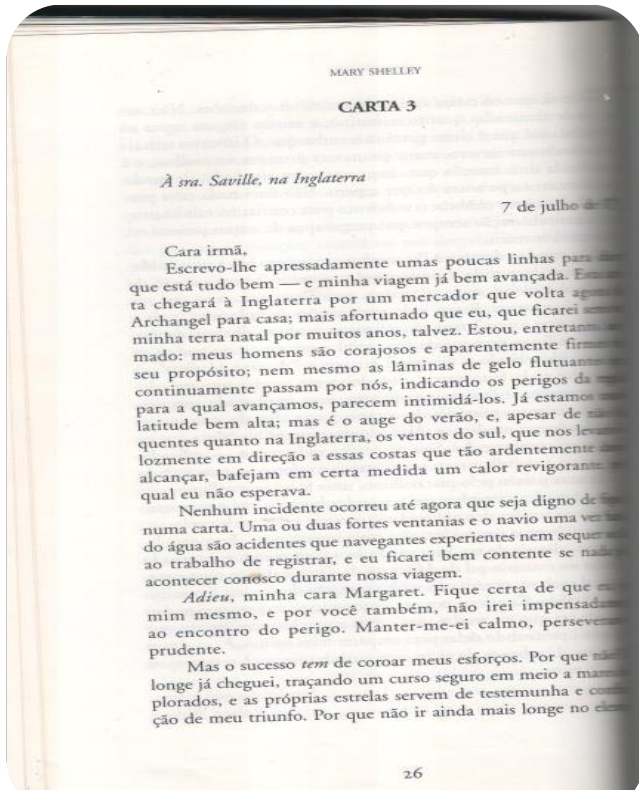 MARY SHELLEY
CARTA 3
À sra. Saville, na Inglaterra
7 de julho de
Cara irmã,
Escrevo-lhe apressadamente umas poucas linhas para
que está tudo bem — e minha viagem já bem avançada.
ta chegará à Inglaterra por um mercador que volta
Archangel para casa; mais afortunado que eu, que ficarei
minha terra natal por muitos anos, talvez. Estou, entretanto,
mado: meus homens são corajosos e aparentemente
seu propósito; nem mesmo as lâminas de gelo flutuantes
continuamente passam por nós, indicando os perigos da
para a qual avançamos, parecem intimidá-los. Já estamos
latitude bem alta; mas é o auge do verão, e, apesar de
quentes quanto na Inglaterra, os ventos do sul, que nos
lozmente em direção a essas costas que tão ardentemente
alcançar, bafejam em certa medida um calor revigorante
qual eu não esperava.
Nenhum incidente ocorreu até agora que seja digno de
numa carta. Uma ou duas fortes ventanias e o navio uma vez
do água são acidentes que navegantes experientes nem sequer
ao trabalho de registrar, e eu ficarei bem contente se nada
acontecer conosco durante nossa viagem.
Adieu, minha cara Margaret. Fique certa de que
mim mesmo, e por você também, não irei
ao encontro do perigo. Manter-me-ei calmo,
prudente.
Mas o sucesso tem de coroar meus esforços. Por que não?
longe já cheguei, traçando um curso seguro em meio a
plorados, e as próprias estrelas servem de testemunha e
ção de meu triunfo. Por que não ir ainda mais longe no
26